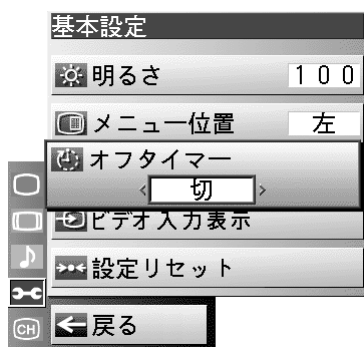 基本設定
明るさ 100
メニュー位置 左
オフタイマー
切
ビデオ入力表示
設定リセット
CH 戻る